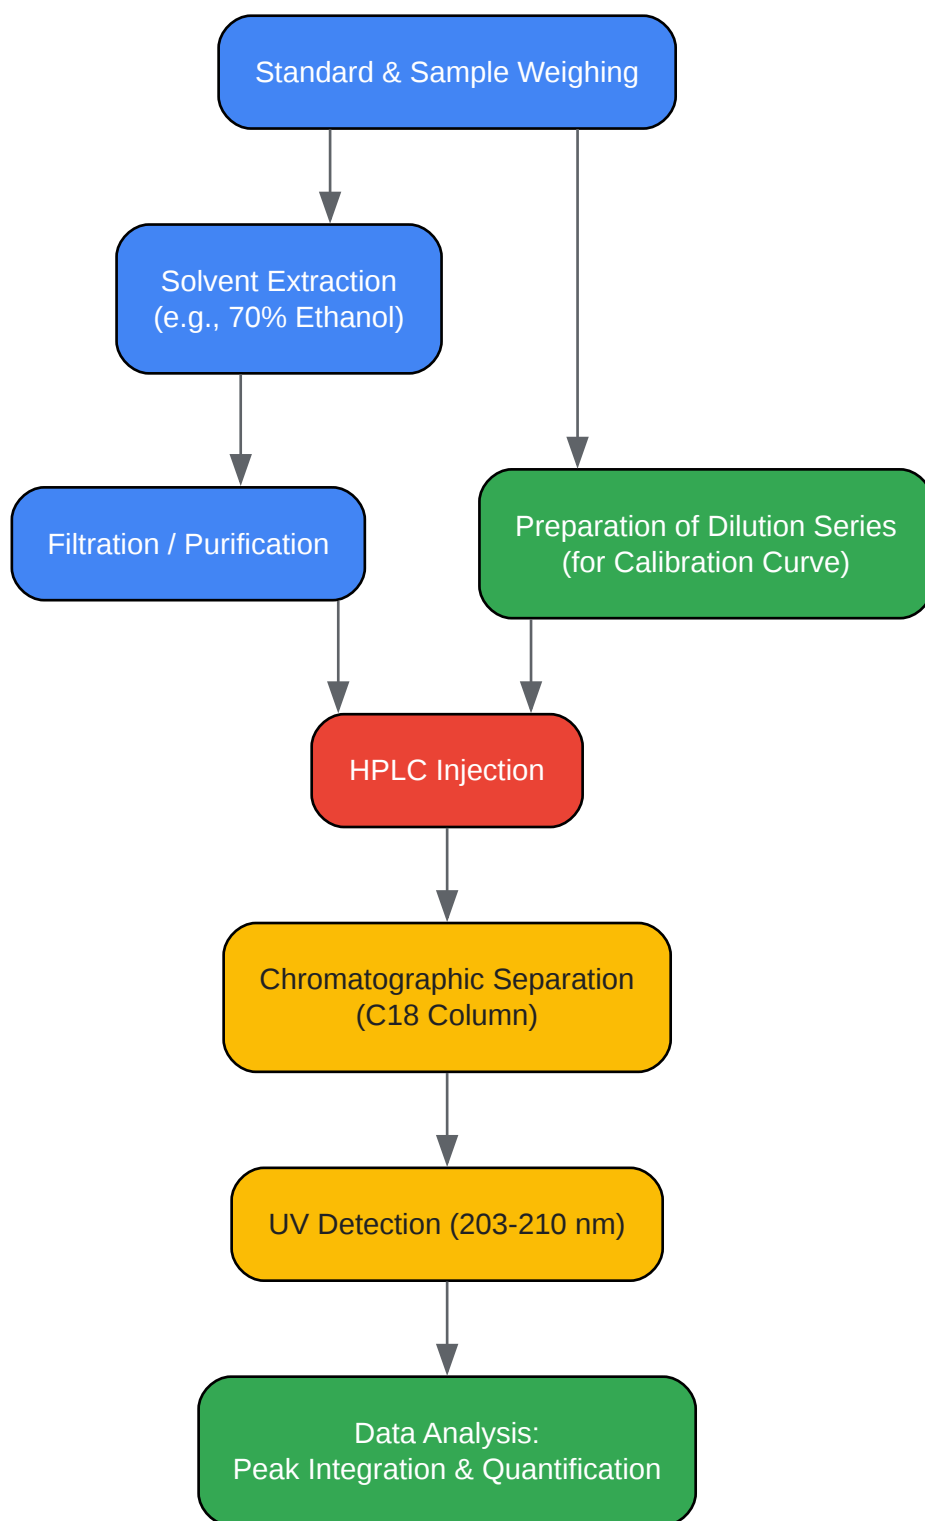 Standard & Sample Weighing
Solvent Extraction
(e.g., 70% Ethanol)
Filtration / Purification
Preparation of Dilution Series
(for Calibration Curve)
HPLC Injection
Chromatographic Separation
(C18 Column)
UV Detection (203-210 nm)
Data Analysis:
Peak Integration & Quantification